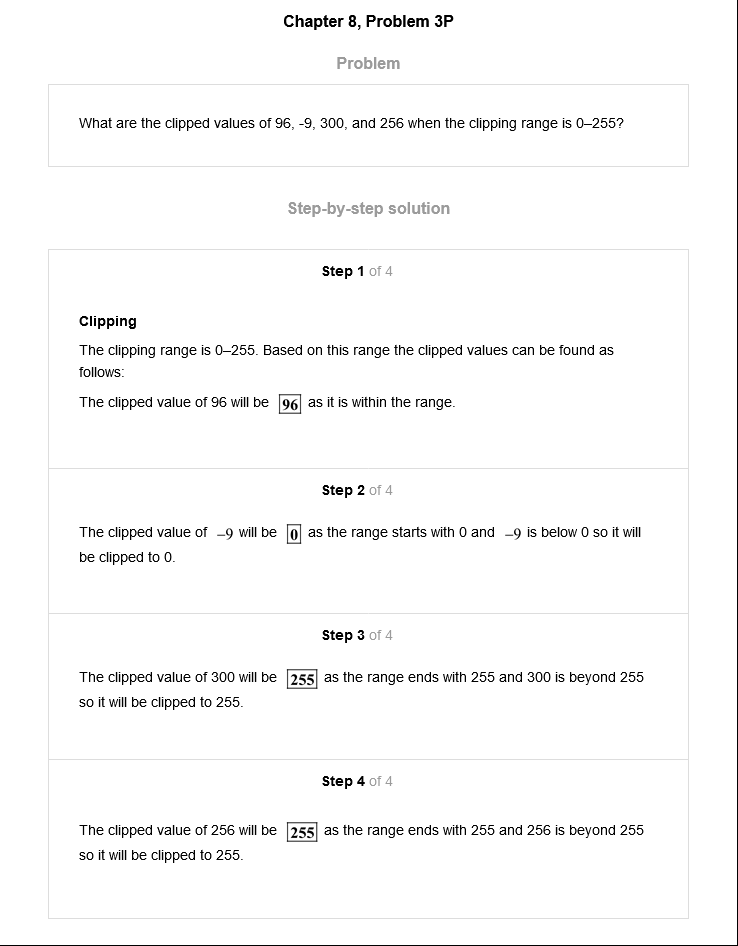 Chapter 8, Problem 3P
Problem
What are the clipped values of 96, -9, 300, and 256 when the clipping range is 0–255?
Step-by-step solution
Step 1 of 4
Clipping
The clipping range is 0–255. Based on this range the clipped values can be found as
follows:
The clipped value of 96 will be 96 as it is within the range.
Step 2 of 4
The clipped value of –9 will be 0 as the range starts with 0 and –9 is below 0 so it will
be clipped to 0.
Step 3 of 4
The clipped value of 300 will be 255 as the range ends with 255 and 300 is beyond 255
so it will be clipped to 255.
Step 4 of 4
The clipped value of 256 will be 255 as the range ends with 255 and 256 is beyond 255
so it will be clipped to 255.